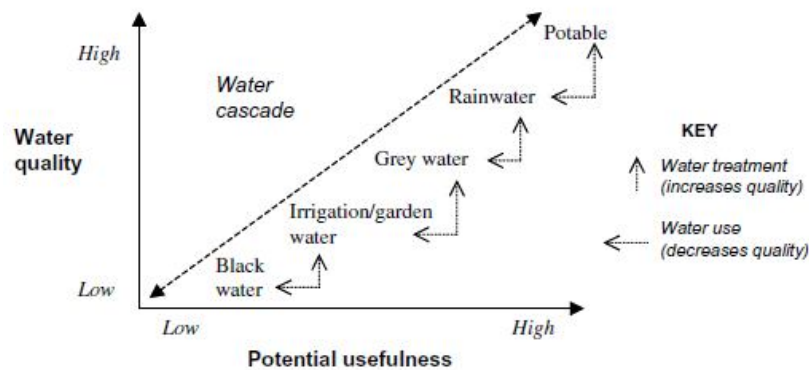 High
Potable
Water
cascade
Rainwater
Water
quality
KEY
Grey water
Water treatment
(increases quality)
Irrigation/garden
water
Water use
(decreases quality)
Black
water
Low
Low
High
Potential usefulness